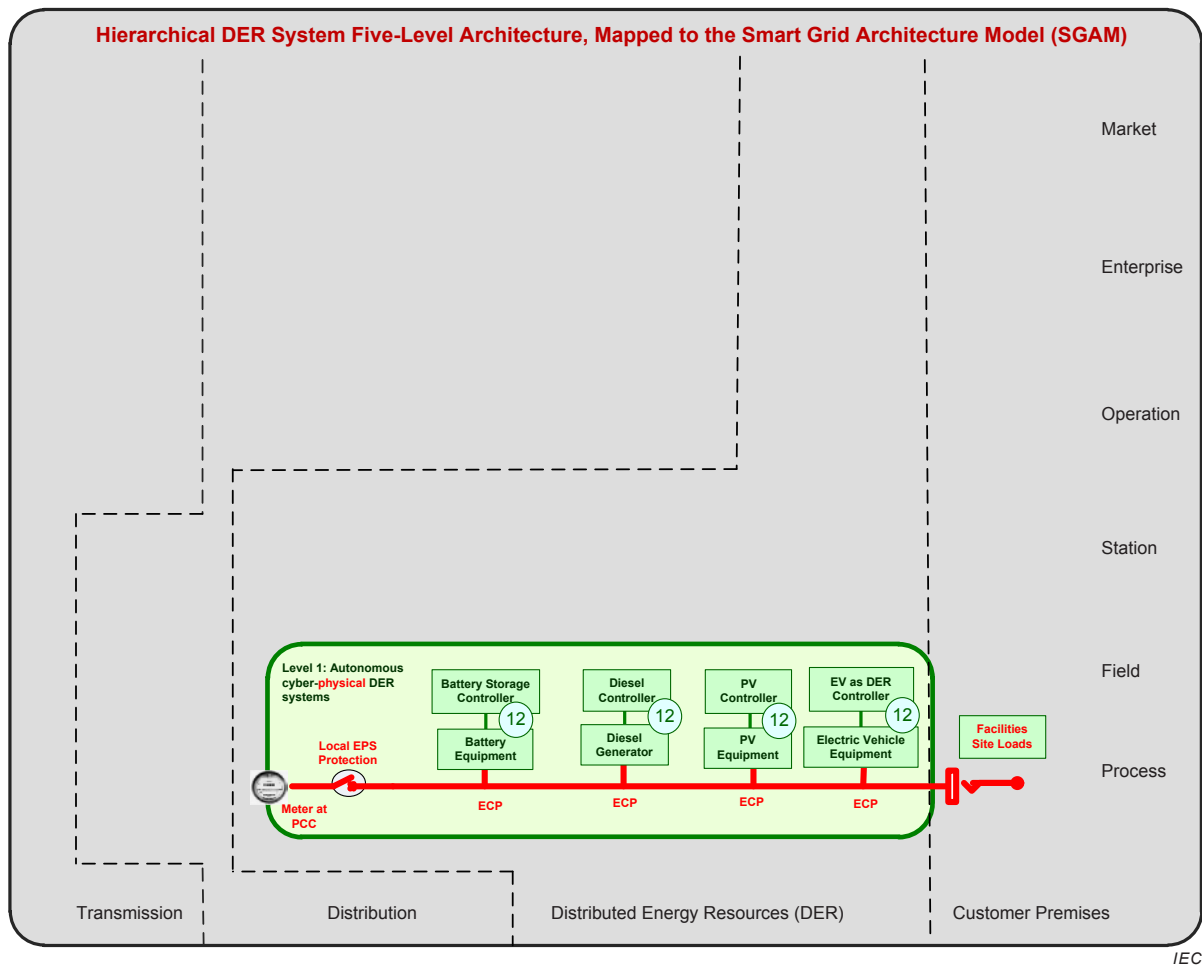 Hierarchical DER System Five-Level Architecture, Mapped to the Smart Grid Architecture Model (SGAM)
Market
Enterprise
Operation
Station
Level 1: Autonomous
cyber-physical DER
systems
Battery Storage
Controller
12
Battery
Equipment
Diesel
Controller
12
Diesel
Generator
PV
Controller
12
PV
Equipment
EV as DER
Controller
12
Electric Vehicle
Equipment
Field
Facilities
Site Loads
Local EPS
Protection
Process
Meter at
PCC
ECP
ECP
ECP
ECP
Transmission
Distribution
Distributed Energy Resources (DER)
Customer Premises
IEC